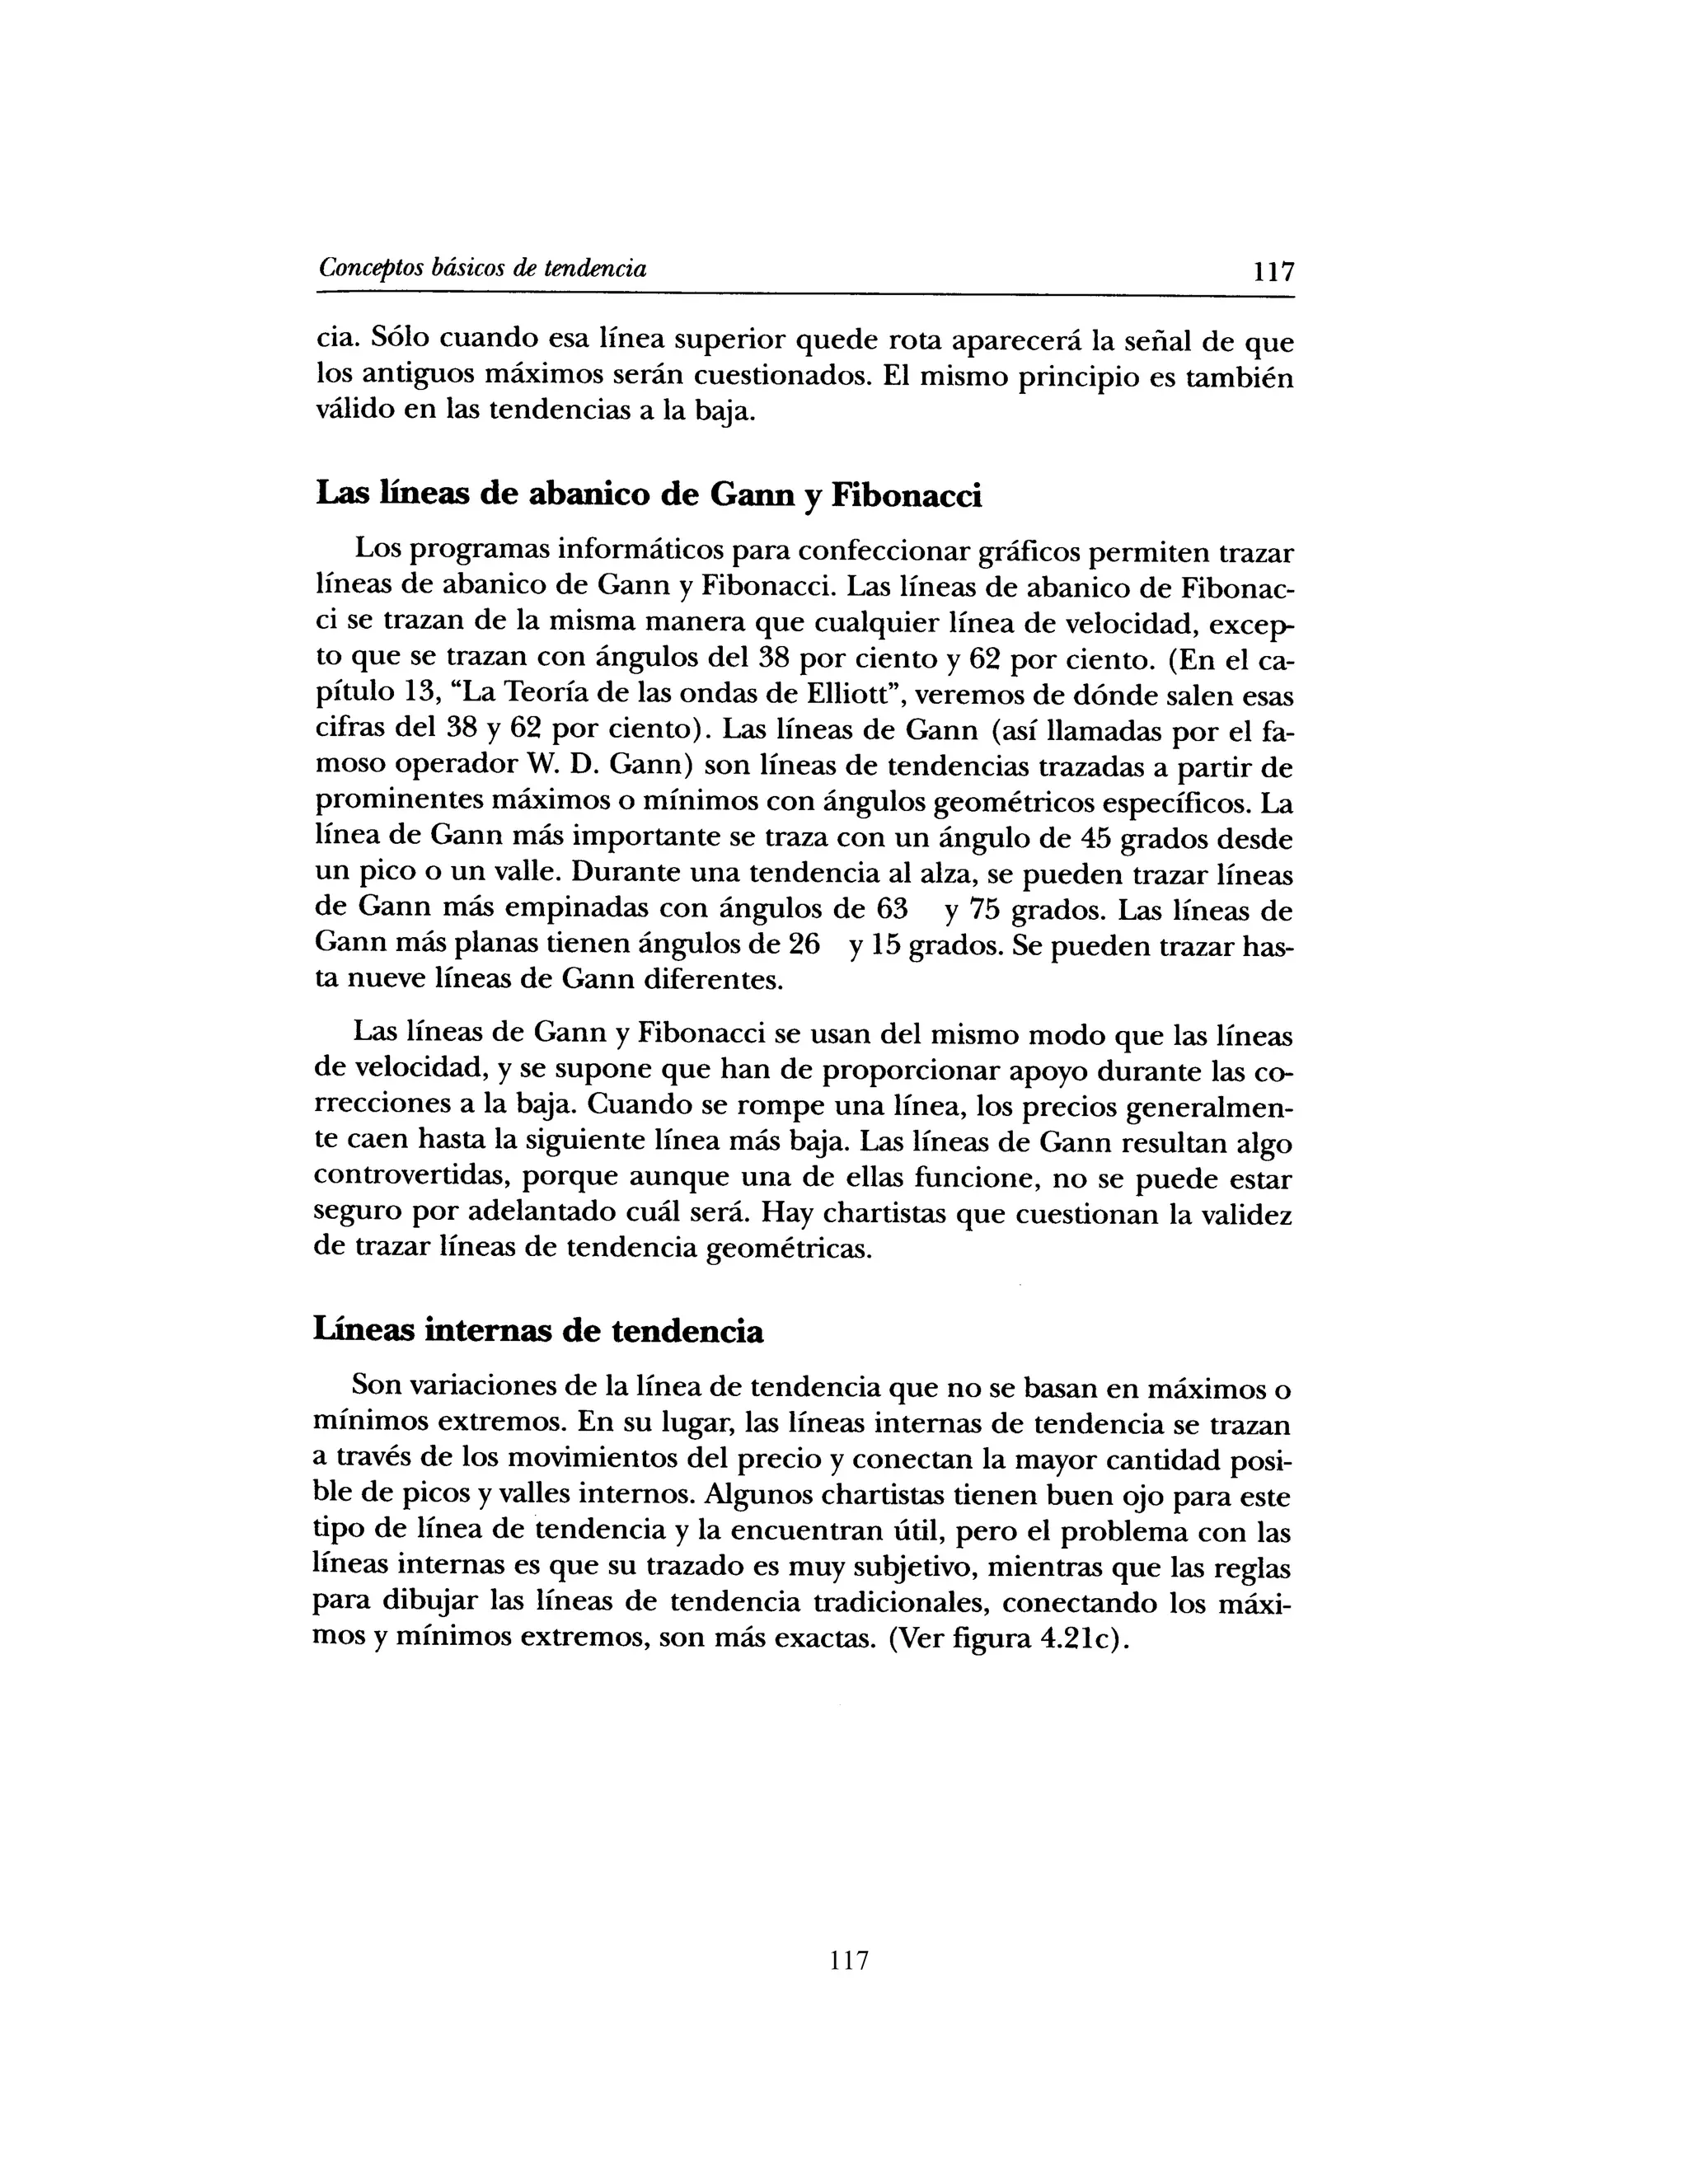 Conceptos básicos de tendencia 117
cia. Sólo cuando esa línea superior quede rota aparecerá la señal de que
los antiguos máximos serán cuestionados. El mismo principio es también
válido en las tendencias a la baja.
Las líneas de abanico de Gann y Fibonacci
Los programas informáticos para confeccionar gráficos permiten trazar
líneas de abanico de Gann y Fibonacci. Las líneas de abanico de Fibonac-
ci se trazan de la misma manera que cualquier línea de velocidad, excep-
to que se trazan con ángulos del 38 por ciento y 62 por ciento. (En el ca-
pítulo 13, “La Teoría de las ondas de Elliott”, veremos de dónde salen esas
cifras del 38 y 62 por ciento). Las líneas de Gann (así llamadas por el fa-
moso operador W. D. Gann) son líneas de tendencias trazadas a partir de
prominentes máximos o mínimos con ángulos geométricos específicos. La
línea de Gann más importante se traza con un ángulo de 45 grados desde
un pico o un valle. Durante una tendencia al alza, se pueden trazar líneas
de Gann más empinadas con ángulos de 63 y 75 grados. Las líneas de
Gann más planas tienen ángulos de 26 y 15 grados. Se pueden trazar has-
ta nueve líneas de Gann diferentes.
Las líneas de Gann y Fibonacci se usan del mismo modo que las líneas
de velocidad, y se supone que han de proporcionar apoyo durante las co-
rrecciones a la baja. Cuando se rompe una línea, los precios generalmen-
te caen hasta la siguiente línea más baja. Las líneas de Gann resultan algo
controvertidas, porque aunque una de ellas funcione, no se puede estar
seguro por adelantado cuál será. Hay chartistas que cuestionan la validez
de trazar líneas de tendencia geométricas.
Líneas internas de tendencia
Son variaciones de la línea de tendencia que no se basan en máximos o
mínimos extremos. En su lugar, las líneas internas de tendencia se trazan
a través de los movimientos del precio y conectan la mayor cantidad posi-
ble de picos y valles internos. Algunos chartistas tienen buen ojo para este
tipo de línea de tendencia y la encuentran útil, pero el problema con las
líneas internas es que su trazado es muy subjetivo, mientras que las reglas
para dibujar las líneas de tendencia tradicionales, conectando los máxi-
mos y mínimos extremos, son más exactas. (Ver figura 4.21c).
117